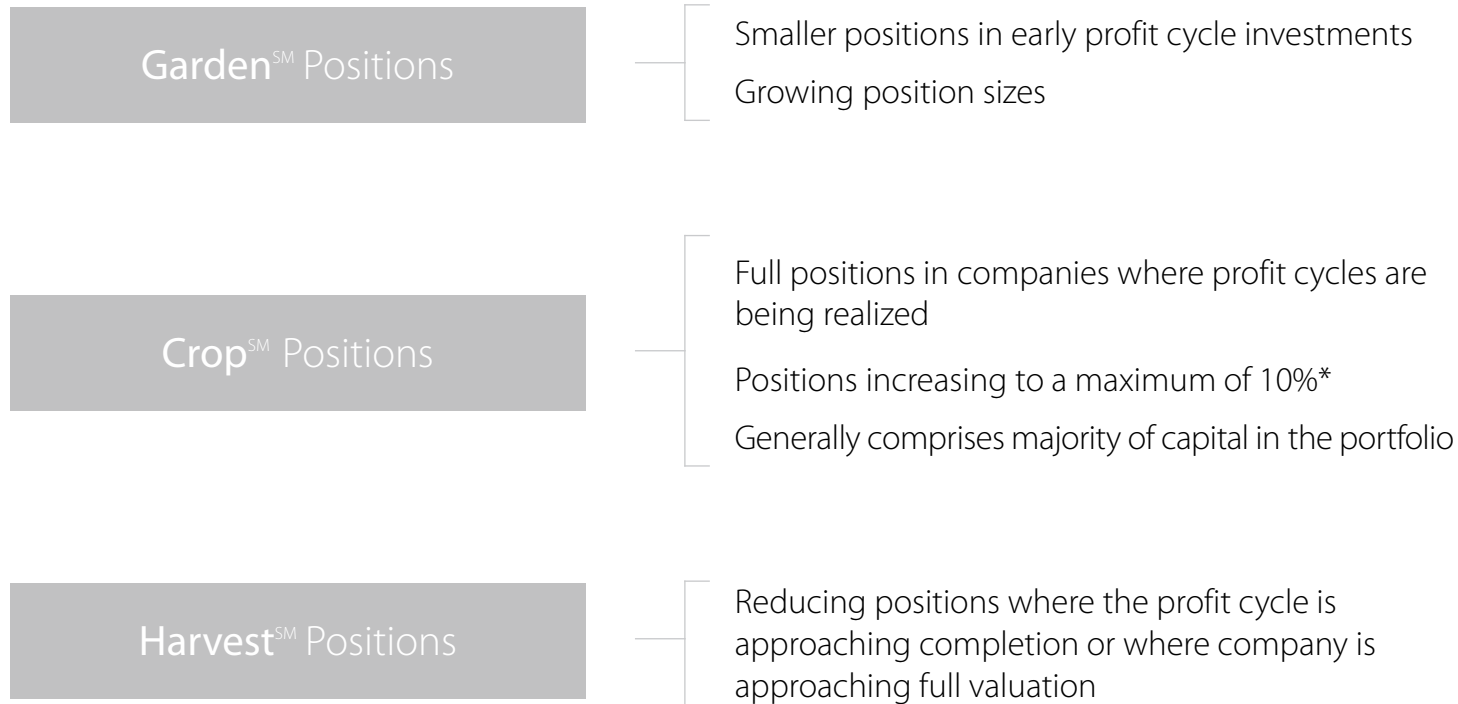 Garden℠ Positions
Smaller positions in early profit cycle investments
Growing position sizes
Crop℠ Positions
Full positions in companies where profit cycles are
being realized
Positions increasing to a maximum of 10%*
Generally comprises majority of capital in the portfolio
Harvest℠ Positions
Reducing positions where the profit cycle is
approaching completion or where company is
approaching full valuation